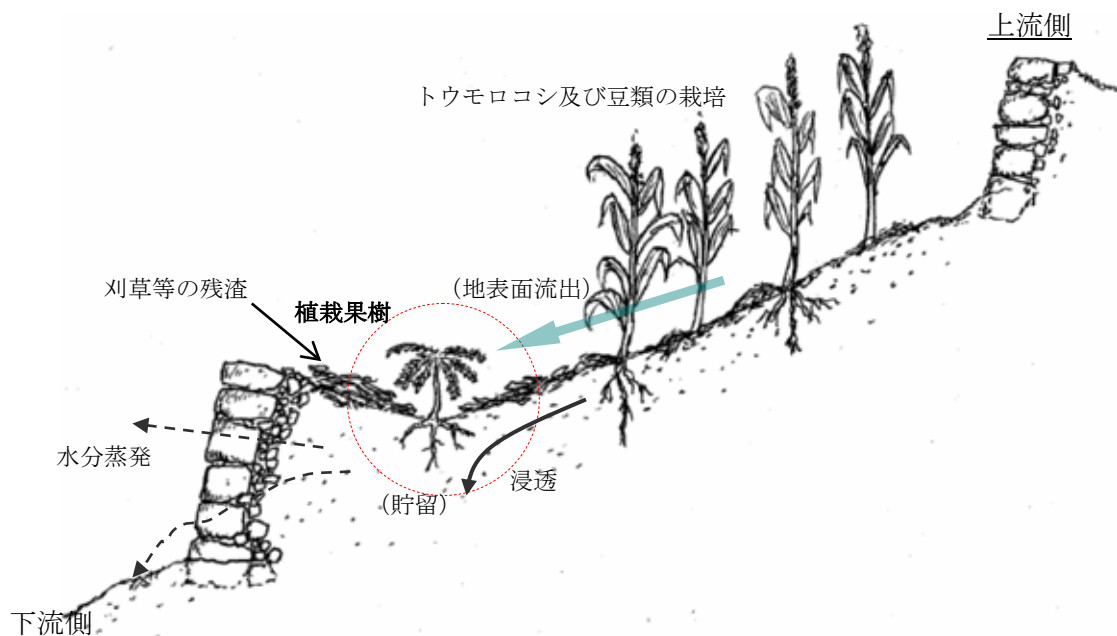 上流側
トウモロコシ及び豆類の栽培
刈草等の残渣
（地表面流出）
植栽果樹
水分蒸発
浸透
（貯留）
下流側